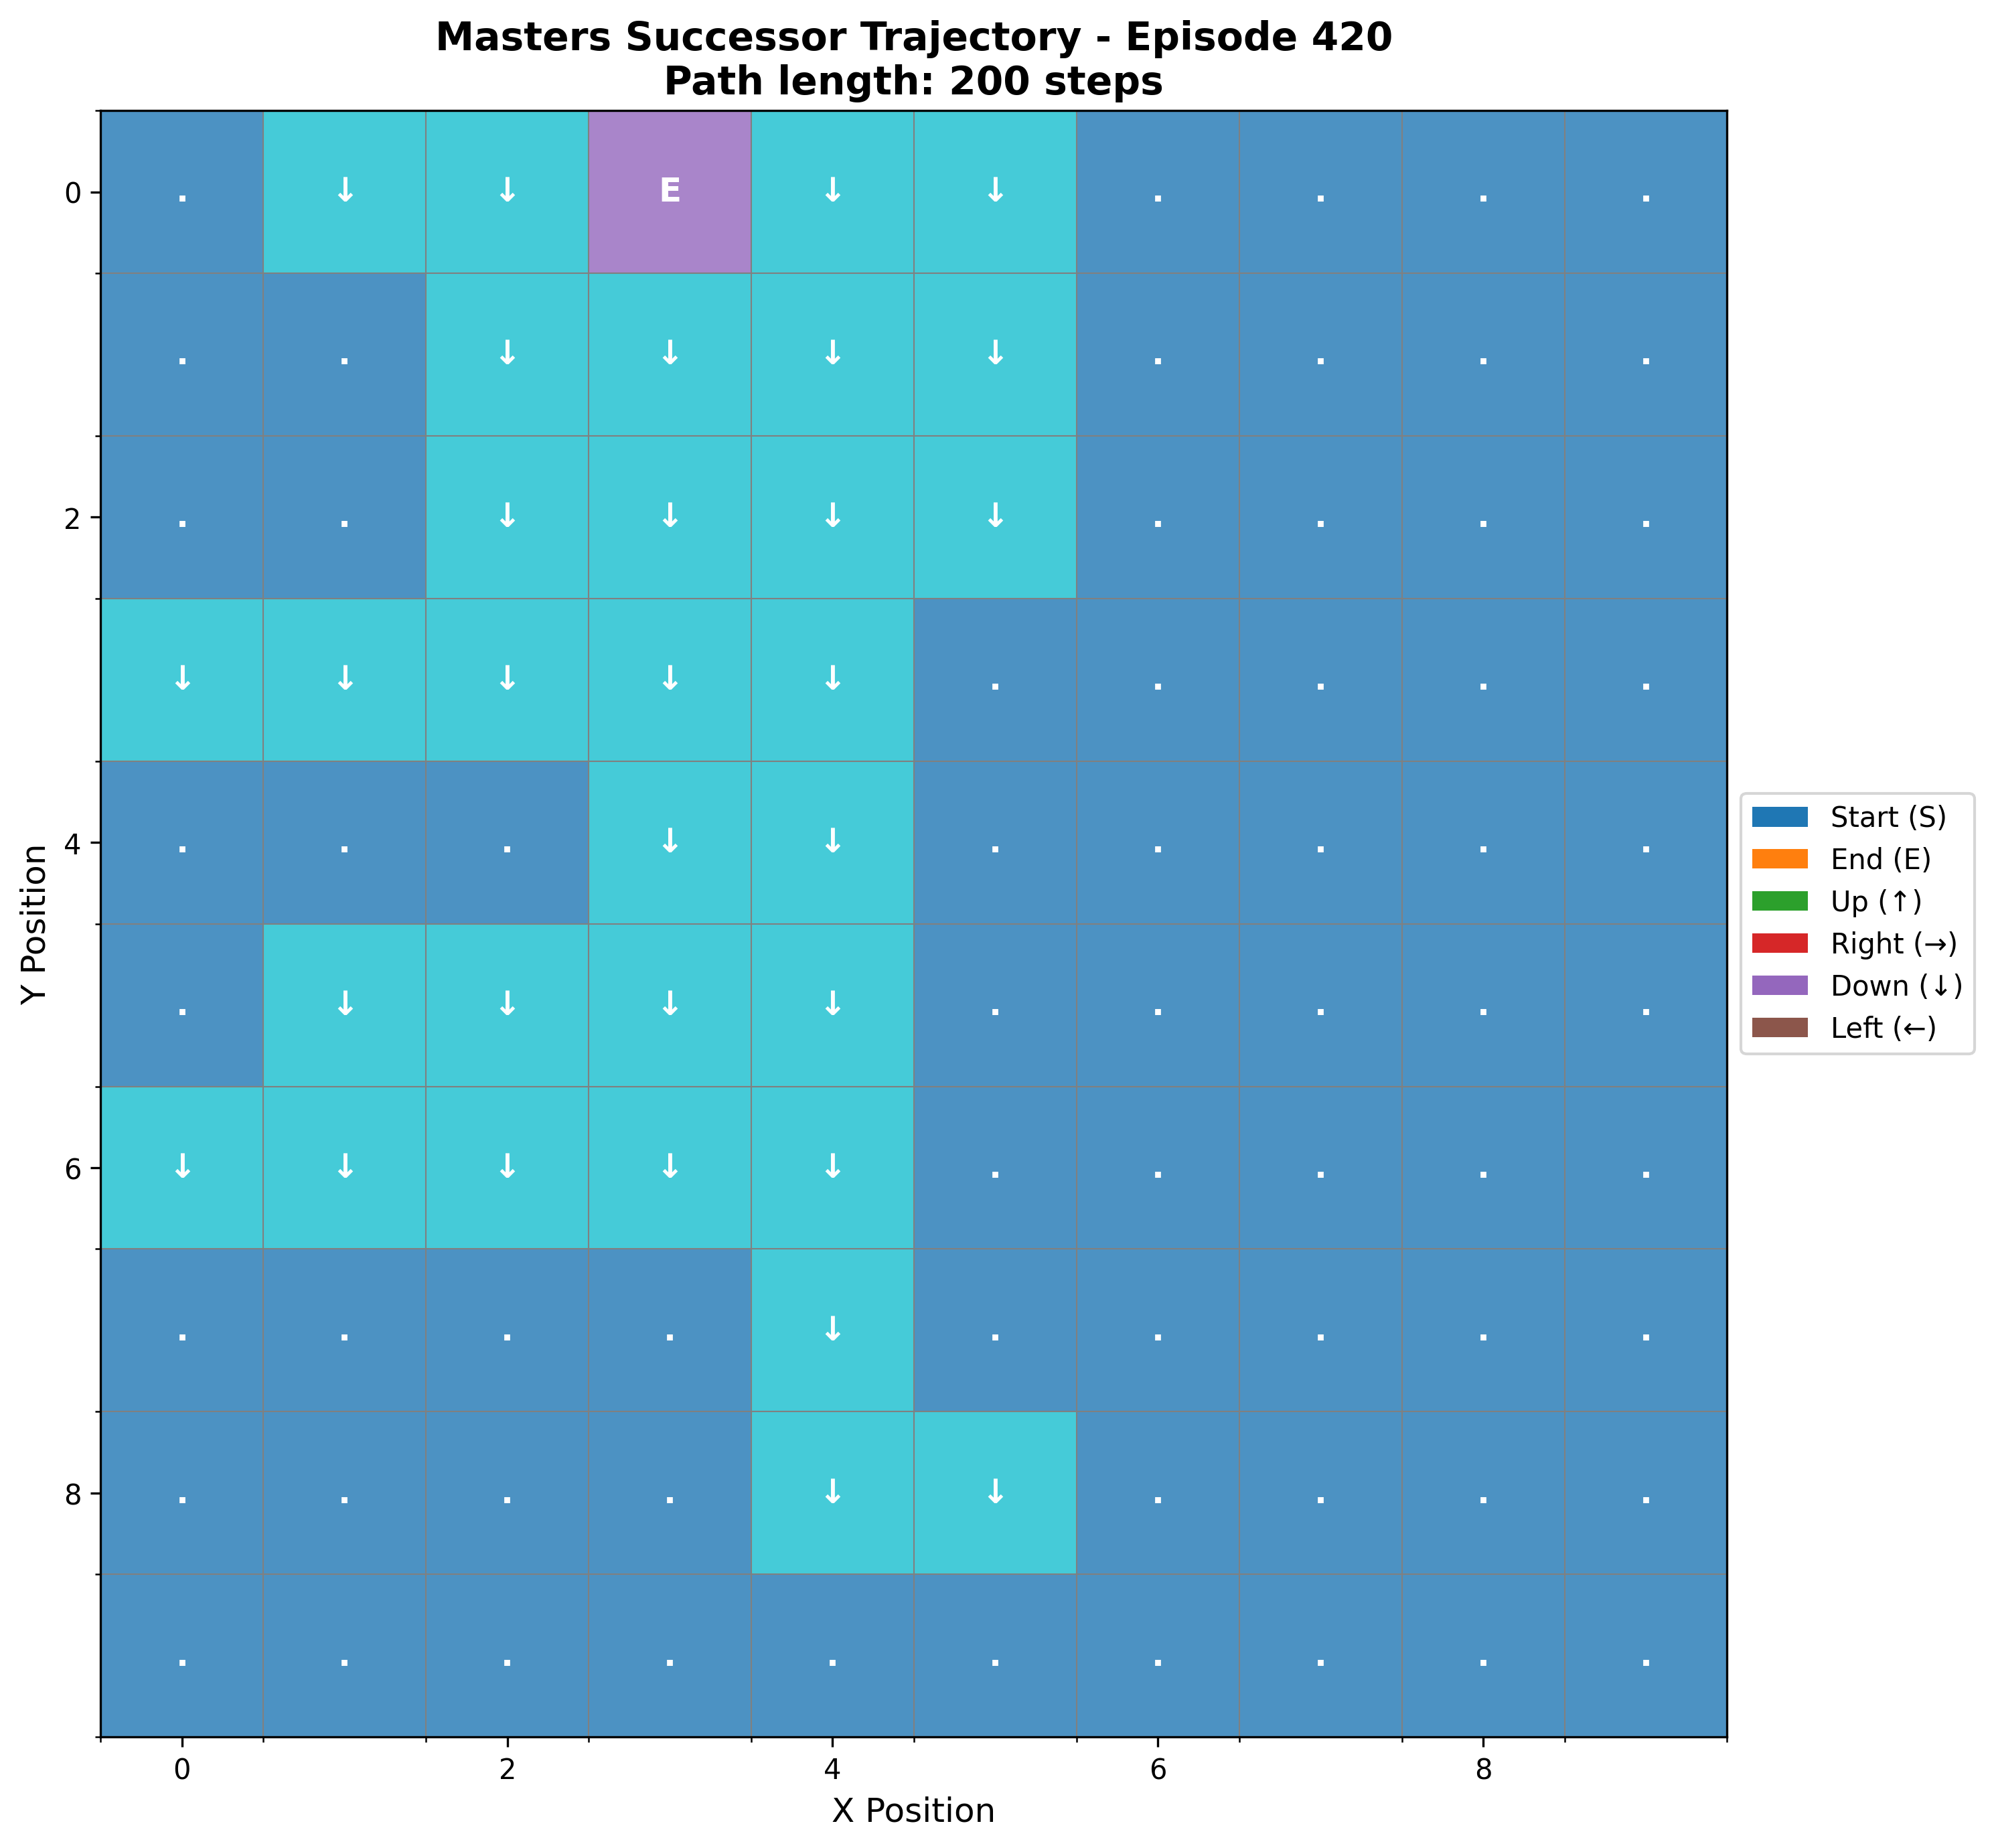 Masters Successor Trajectory - Episode 420
Path length: 200 steps
. ↓ ↓ E ↓ ↓ . . . .
. . ↓ ↓ ↓ ↓ . . . .
. . ↓ ↓ ↓ ↓ . . . .
↓ ↓ ↓ ↓ ↓ . . . . .
. . . ↓ ↓ . . . . .
. ↓ ↓ ↓ ↓ . . . . .
↓ ↓ ↓ ↓ ↓ . . . . .
. . . . ↓ . . . . .
. . . . ↓ ↓ . . . .
. . . . . . . . . .
0
2
4
6
8
Y Position
0 2 4 6 8
X Position
Start (S)
End (E)
Up (↑)
Right (→)
Down (↓)
Left (←)